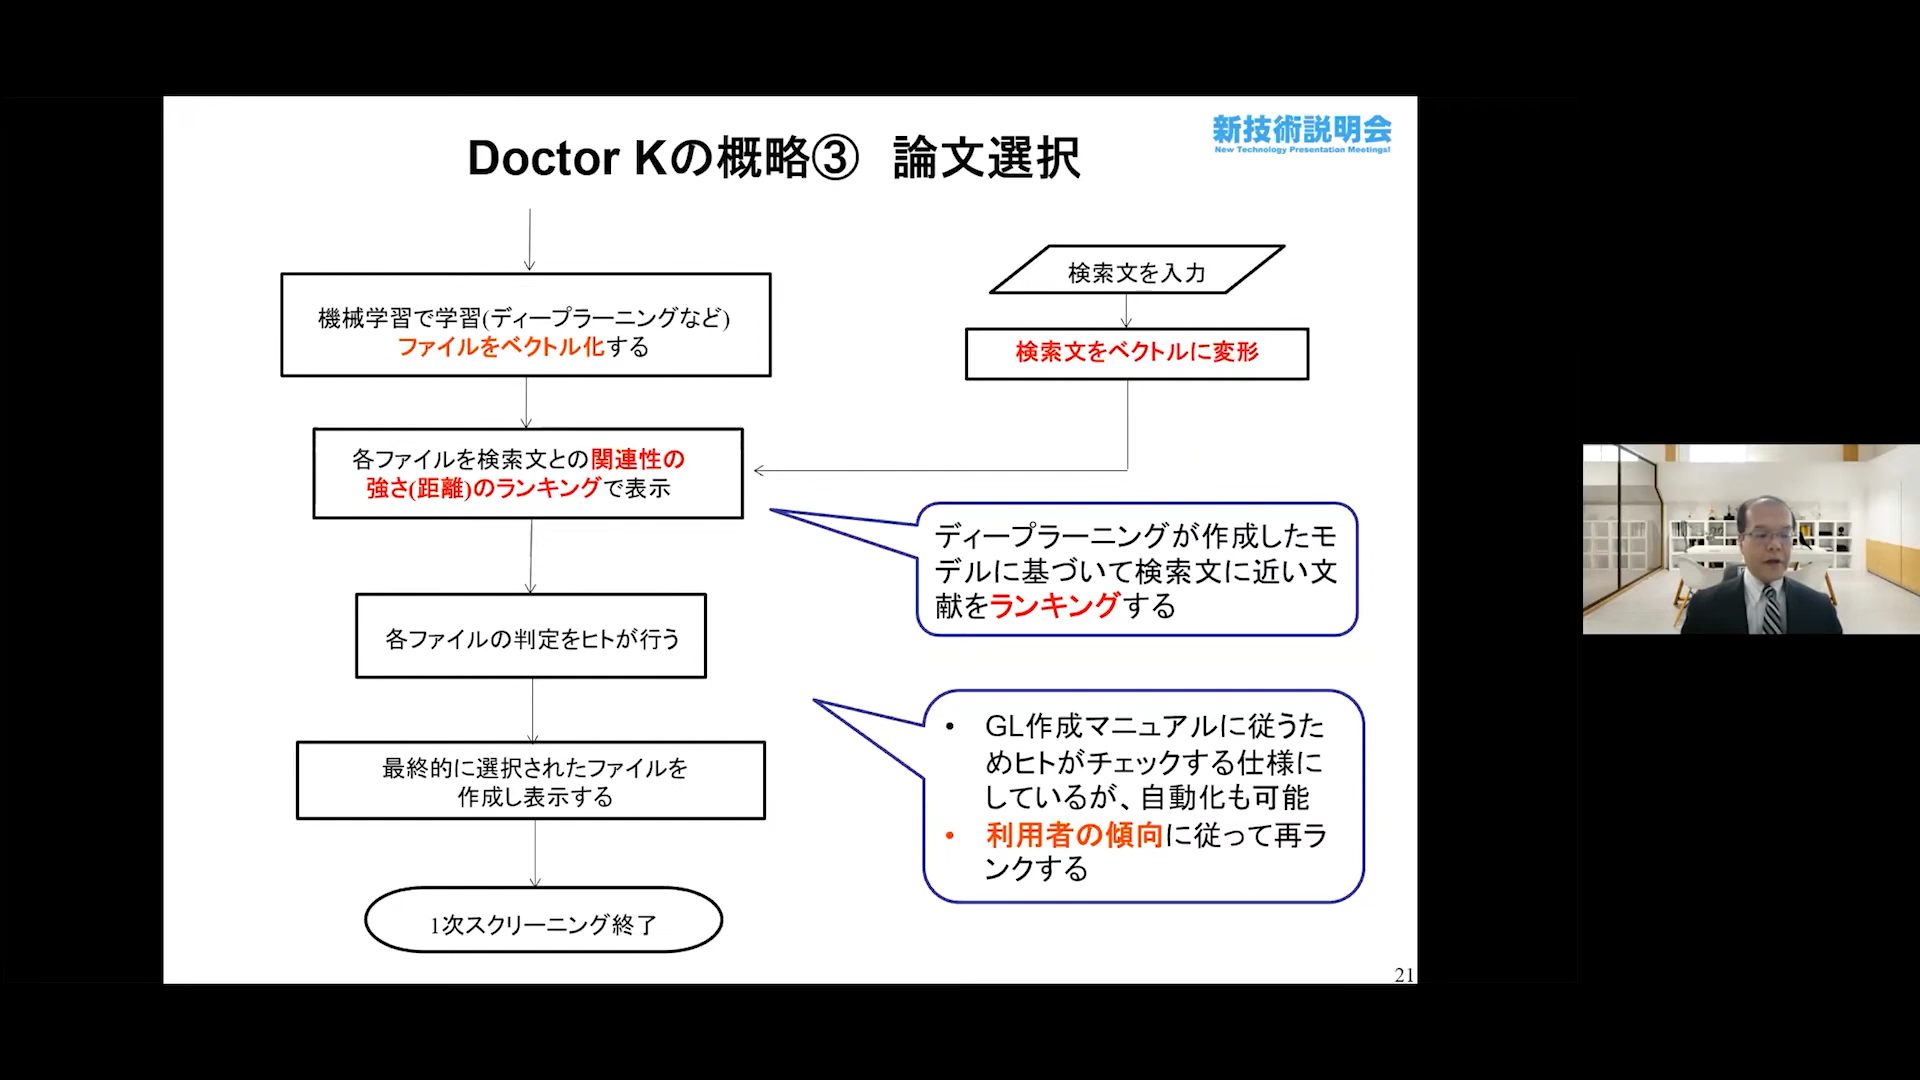 Doctor Kの概略③　論文選択
新技術説明会
New Technology Presentation Meetings!
機械学習で学習(ディープラーニングなど)
ファイルをベクトル化する
検索文を入力
検索文をベクトルに変形
各ファイルを検索文との関連性の
強さ(距離)のランキングで表示
ディープラーニングが作成したモ
デルに基づいて検索文に近い文
献をランキングする
各ファイルの判定をヒトが行う
• GL作成マニュアルに従うた
めヒトがチェックする仕様に
しているが、自動化も可能
• 利用者の傾向に従って再ラ
ンクする
最終的に選択されたファイルを
作成し表示する
1次スクリーニング終了
21